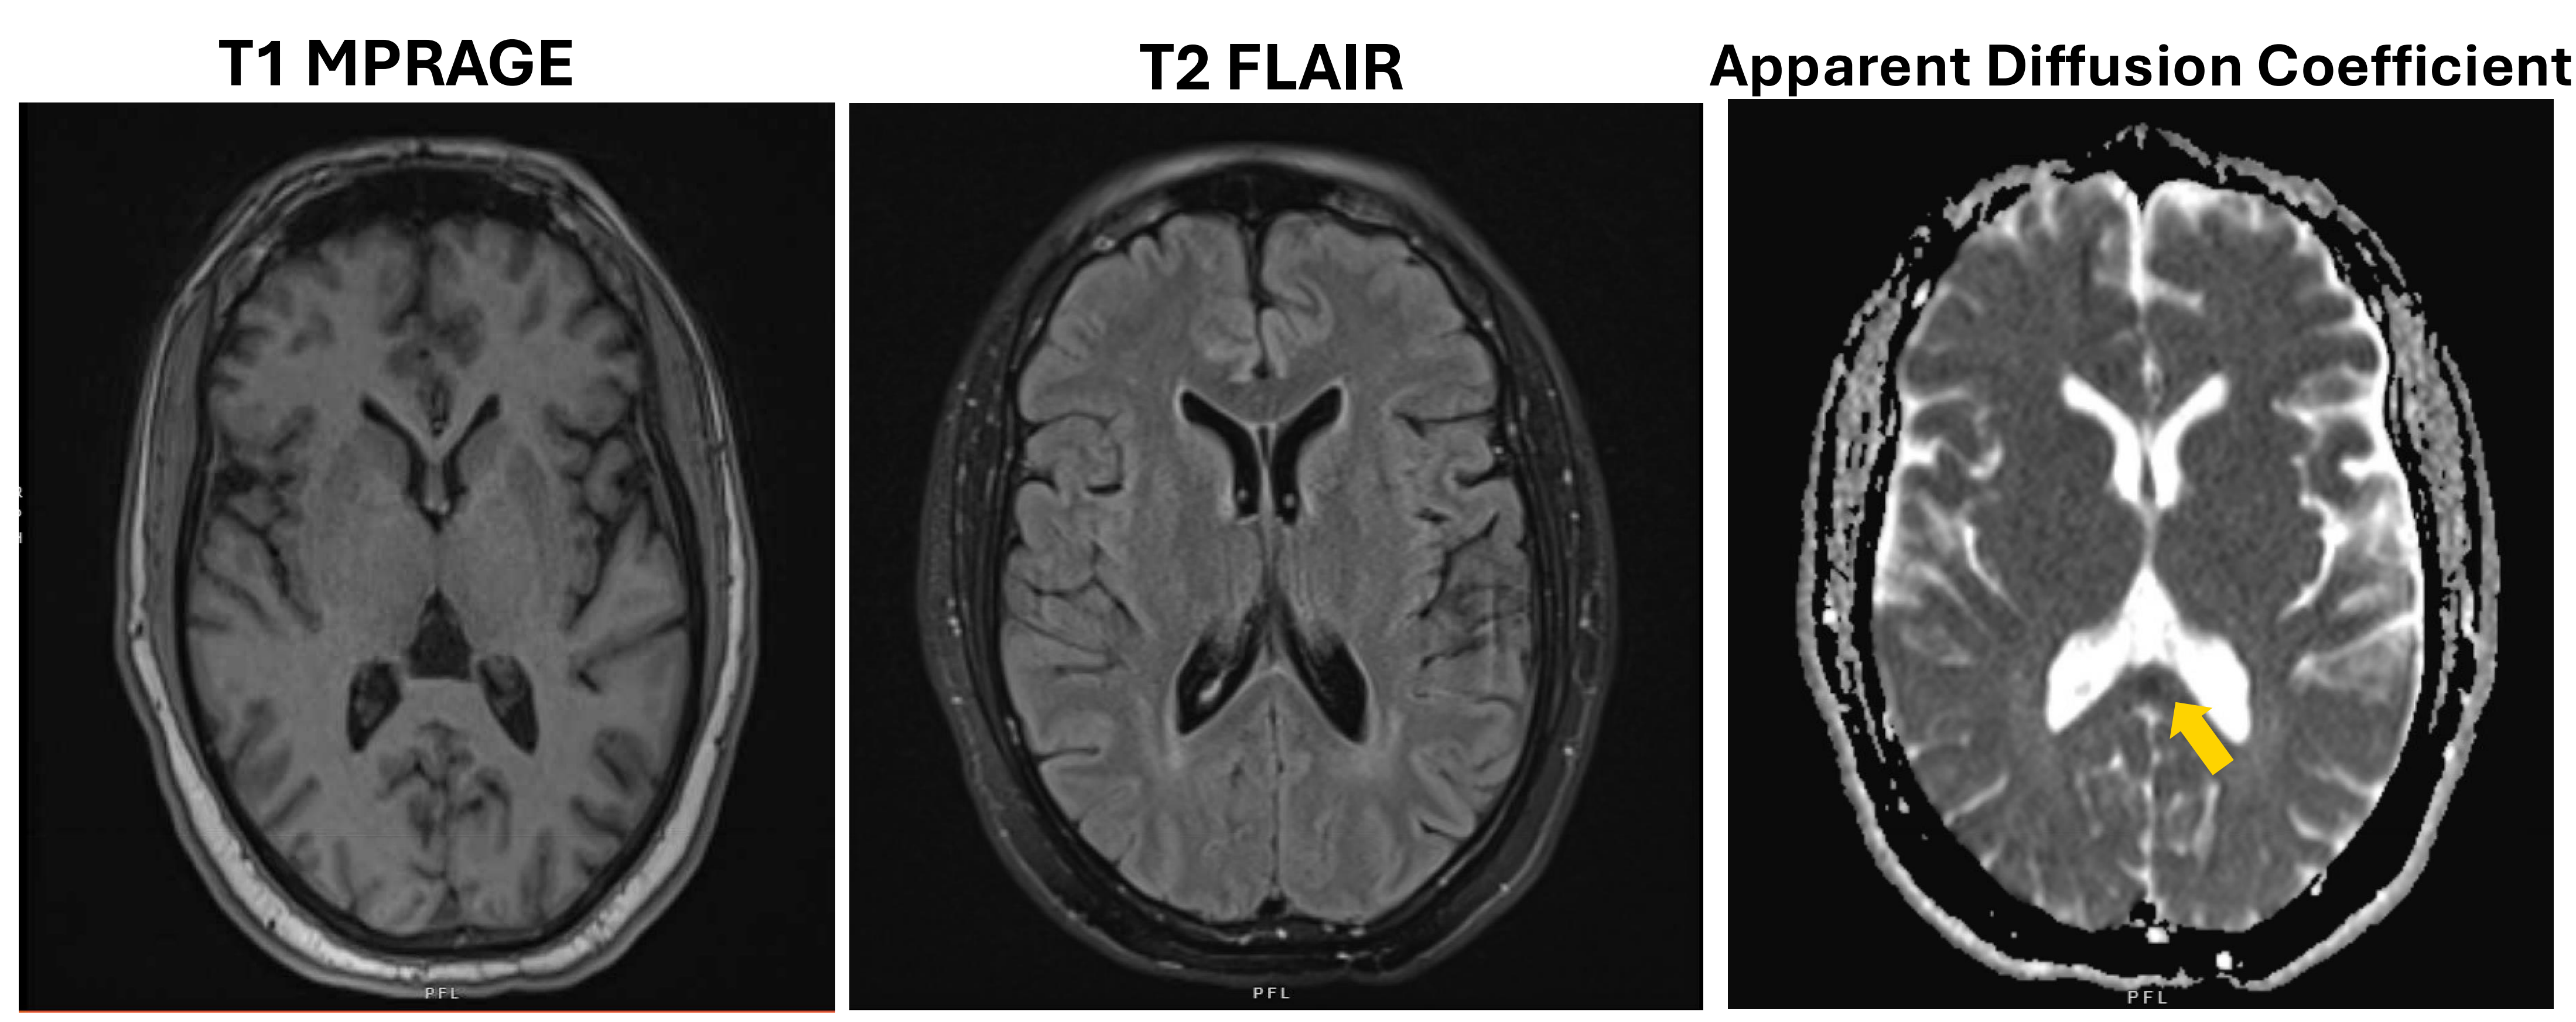 T1 MPRAGE
T2 FLAIR
Apparent Diffusion Coefficient
PFL
PFL
PFL